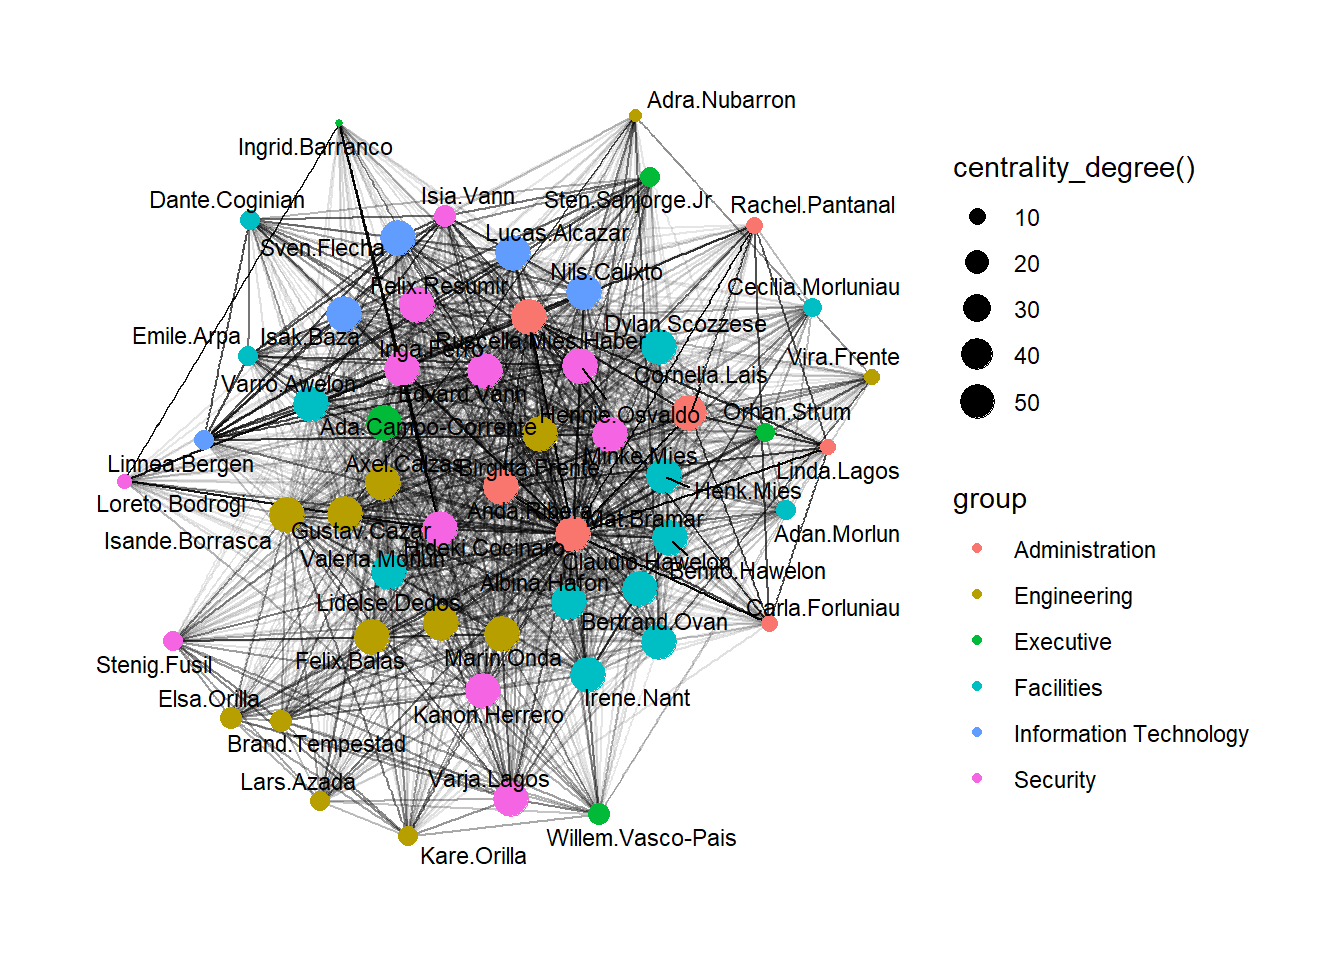 Adra.Nubarron
Ingrid.Barranco
Dante.Coginian
Isia.Vann
Sten.Sanjorge.Jr
Rachel.Pantanal
Sven.Flecha
Lucas.Alcazar
Nils.Calixto
Felix.Resumir
Cecilia.Morluniau
Emile.Arpa
Isak.Baza
Dylan.Scozzese
Ruscella.Mies.Haber
Inga.Ferro
Vira.Frente
Varro.Awelon
Cornelia.Lais
Edvard.Vann
Ada.Campo-Corrente
Hennie.Osvaldo
Orhan.Strum
Linnea.Bergen
Axel.Calzas
Birgitta.Frente
Minke.Mies
Linda.Lagos
Loreto.Bodrogi
Henk.Mies
Isande.Borrasca
Gustav.Cazar
Anda.Ribera
Mat.Bramar
Adan.Morlun
Valeria.Morlun
Hideki.Cocinaro
Claudio.Hawelon
Benito.Hawelon
Albina.Hafon
Lidelse.Dedos
Carla.Forluniau
Bertrand.Ovan
Stenig.Fusil
Felix.Balas
Marin.Onda
Elsa.Orilla
Irene.Nant
Kanon.Herrero
Brand.Tempestad
Lars.Azada
Varja.Lagos
Willem.Vasco-Pais
Kare.Orilla
centrality_degree()
10
20
30
40
50
group
Administration
Engineering
Executive
Facilities
Information Technology
Security